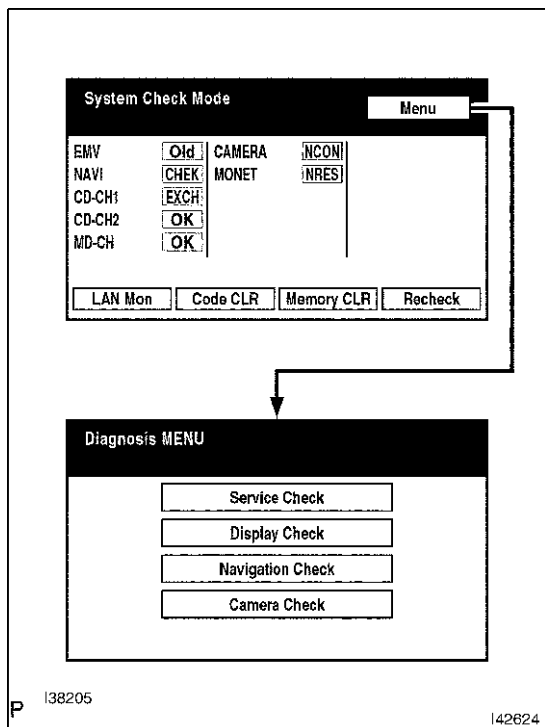 System Check Mode
Menu
EMV Old CAMERA NCON
NAVI CHEK MONET NRES
CD-CH1 EXCH
CD-CH2 OK
MD-CH OK
LAN Mon Code CLR Memory CLR Recheck
Diagnosis MENU
Service Check
Display Check
Navigation Check
Camera Check
P I38205
I42624